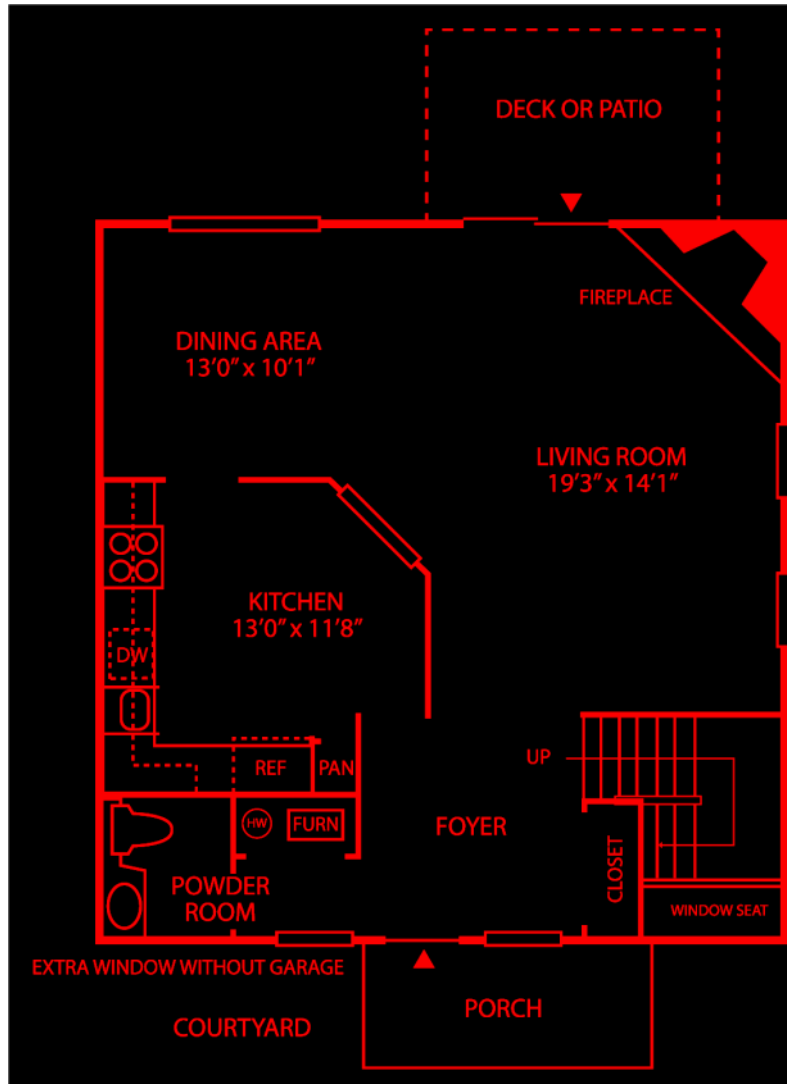 DECK OR PATIO
FIREPLACE
DINING AREA
13'0" x 10'1"
LIVING ROOM
19'3" x 14'1"
KITCHEN
13'0" x 11'8"
DW
UP
REF
PAN
HW
FURN
FOYER
CLOSET
POWDER
ROOM
WINDOW SEAT
EXTRA WINDOW WITHOUT GARAGE
PORCH
COURTYARD